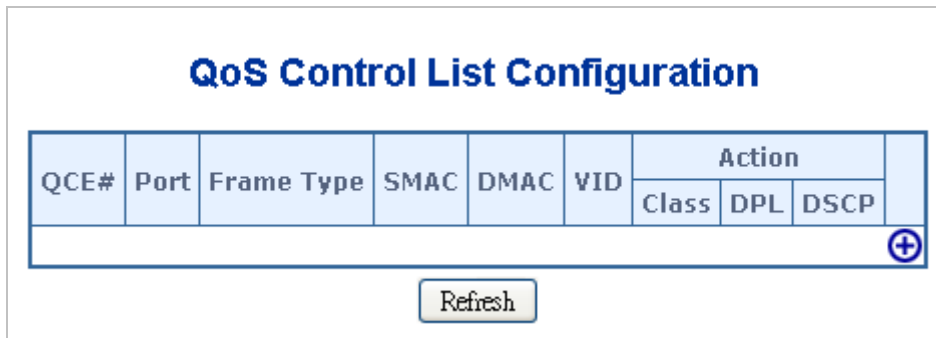 QoS Control List Configuration
QCE# Port Frame Type SMAC DMAC VID Action
Class DPL DSCP
Refresh